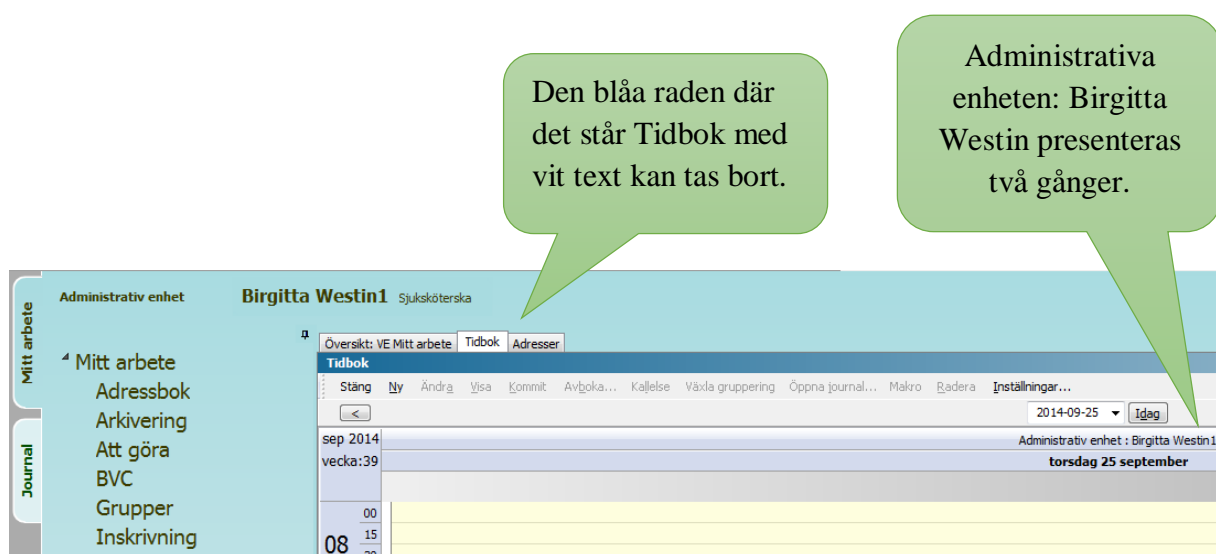 Den blåa raden där
det står Tidbok med
vit text kan tas bort.
Administrativa
enheten: Birgitta
Westin presenteras
två gånger.
Mitt arbete
Journal
Administrativ enhet Birgitta Westin1 Sjuksköterska
Mitt arbete
Adressbok
Arkivering
Att göra
BVC
Grupper
Inskrivning
Översikt: VE Mitt arbete Tidbok Adresser
Tidbok
Stäng Ny Ändra Visa Kommit Avboka... Kallelse Växla gruppering Öppna journal... Makro Radera Inställningar...
< 2014-09-25 Idag
sep 2014 Administrativ enhet : Birgitta Westin1
vecka:39 torsdag 25 september
00
08 15